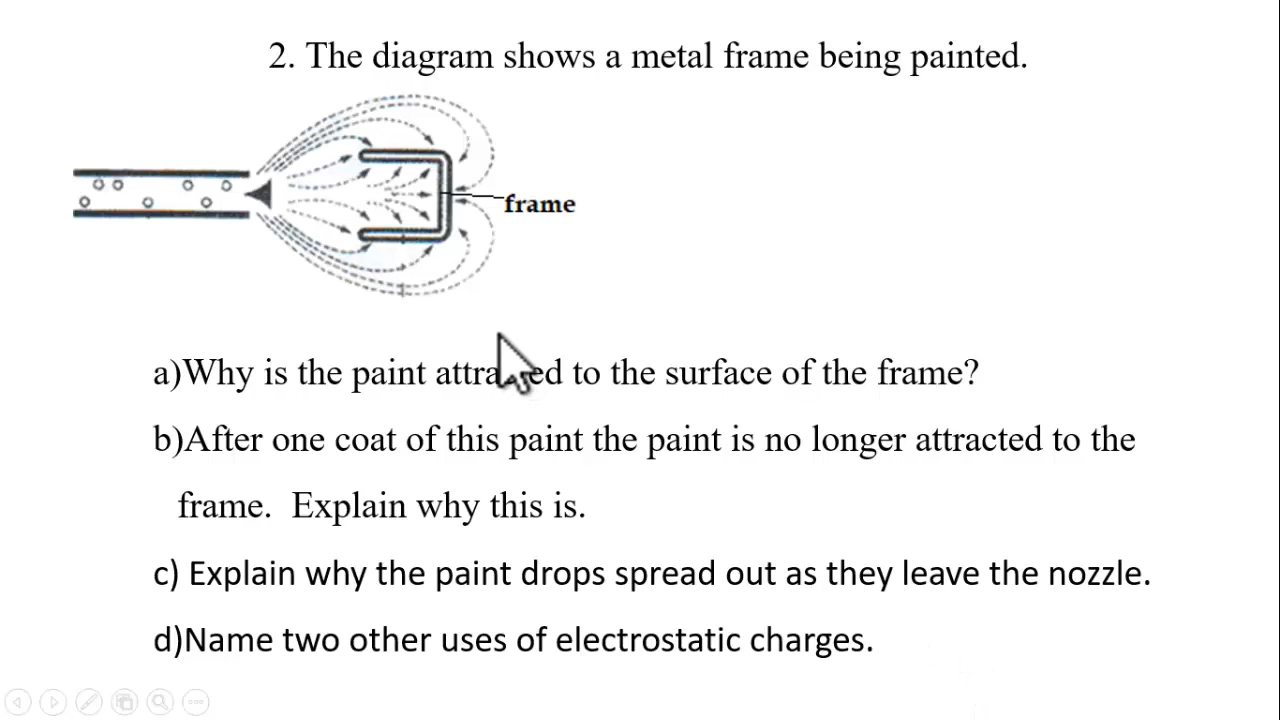 2. The diagram shows a metal frame being painted.
frame
a)Why is the paint attracted to the surface of the frame?
b)After one coat of this paint the paint is no longer attracted to the
frame. Explain why this is.
c) Explain why the paint drops spread out as they leave the nozzle.
d)Name two other uses of electrostatic charges.